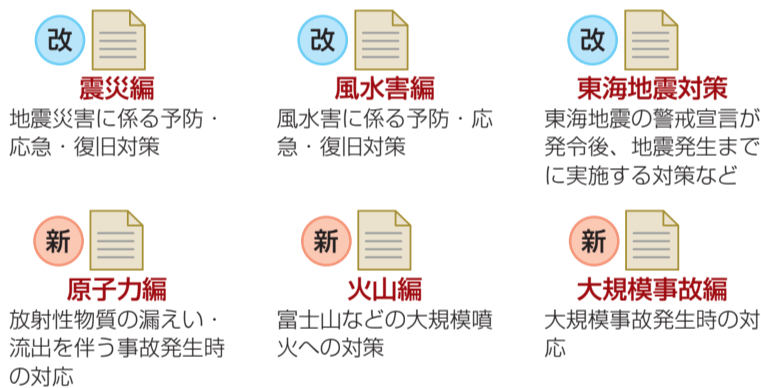 改
震災編
地震災害に係る予防・
応急・復旧対策
改
風水害編
風水害に係る予防・応
急・復旧対策
改
東海地震対策
東海地震の警戒宣言が
発令後、地震発生まで
に実施する対策など
新
原子力編
放射性物質の漏えい・
流出を伴う事故発生時
の対応
新
火山編
富士山などの大規模噴
火への対策
新
大規模事故編
大規模事故発生時の対
応